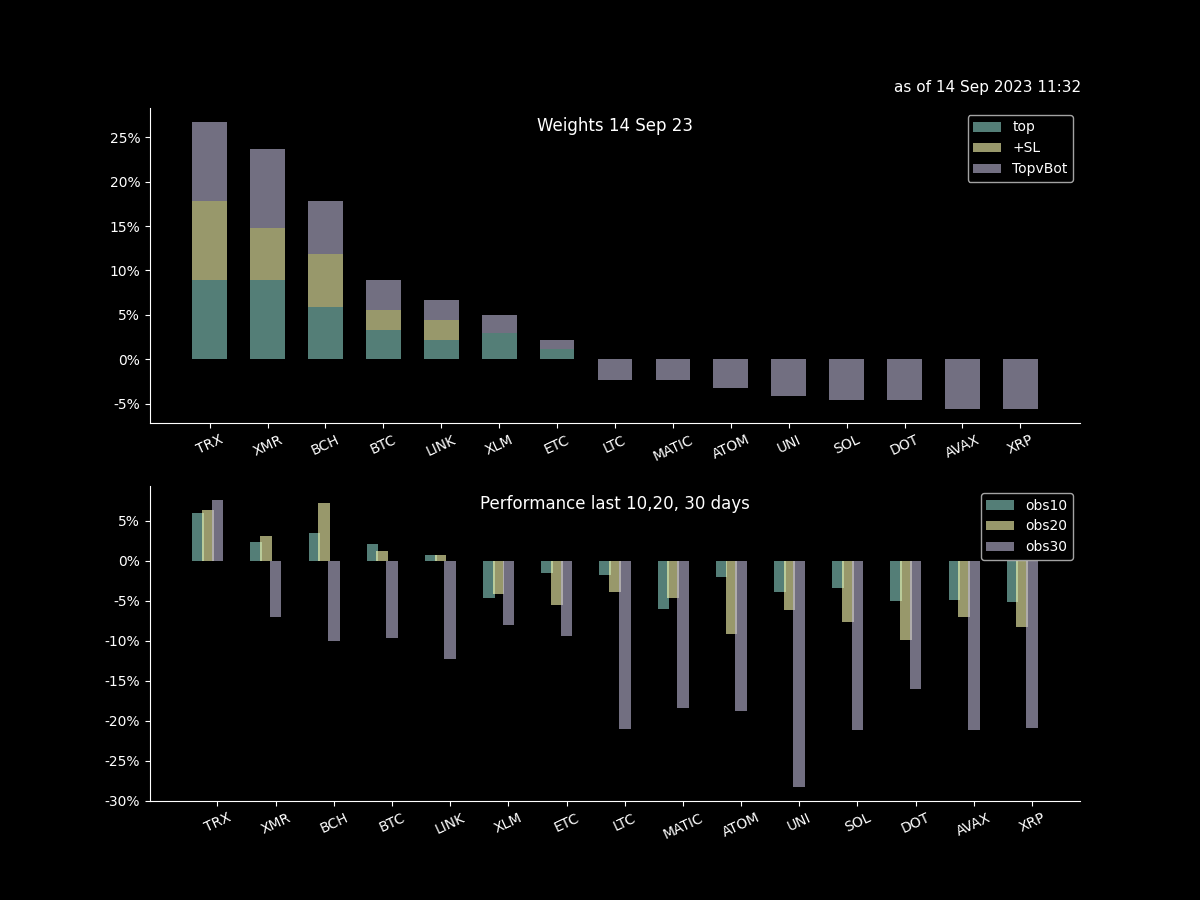 as of 14 Sep 2023 11:32
Weights 14 Sep 23
top
+SL
TopvBot
25%
20%
15%
10%
5%
0%
-5%
TRX XMR BCH BTC LINK XLM ETC LTC MATIC ATOM UNI SOL DOT AVAX XRP
Performance last 10,20, 30 days
obs10
obs20
obs30
5%
0%
-5%
-10%
-15%
-20%
-25%
-30%
TRX XMR BCH BTC LINK XLM ETC LTC MATIC ATOM UNI SOL DOT AVAX XRP